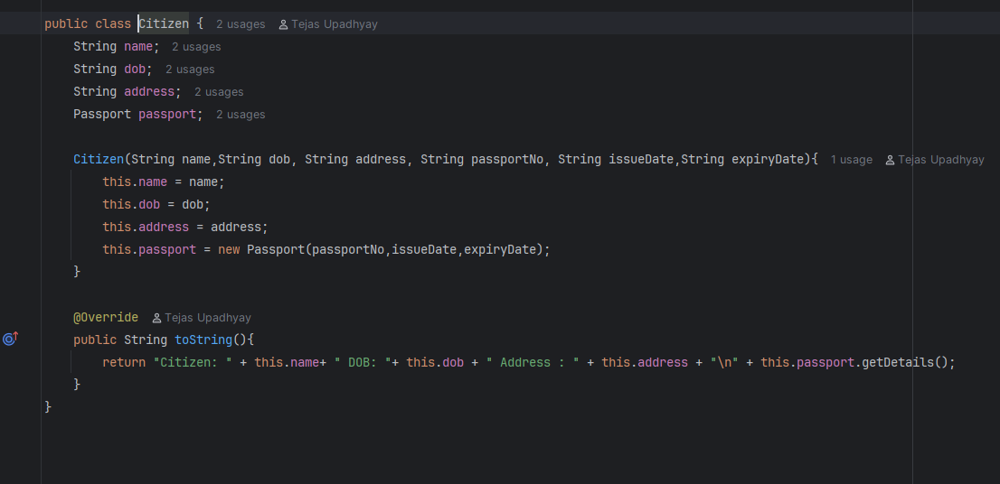 public class Citizen { 2 usages Tejas Upadhyay
String name; 2 usages
String dob; 2 usages
String address; 2 usages
Passport passport; 2 usages
Citizen(String name,String dob, String address, String passportNo, String issueDate,String expiryDate){ 1 usage Tejas Upadhyay
this.name = name;
this.dob = dob;
this.address = address;
this.passport = new Passport(passportNo,issueDate,expiryDate);
}
@Override Tejas Upadhyay
public String toString(){
return "Citizen: " + this.name+ " DOB: "+ this.dob + " Address : " + this.address + "\n" + this.passport.getDetails();
}
}